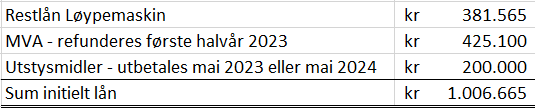 Restlån Løypemaskin kr 381.565
MVA - refunderes første halvår 2023 kr 425.100
Utstysmidler - utbetales mai 2023 eller mai 2024 kr 200.000
Sum initielt lån kr 1.006.665